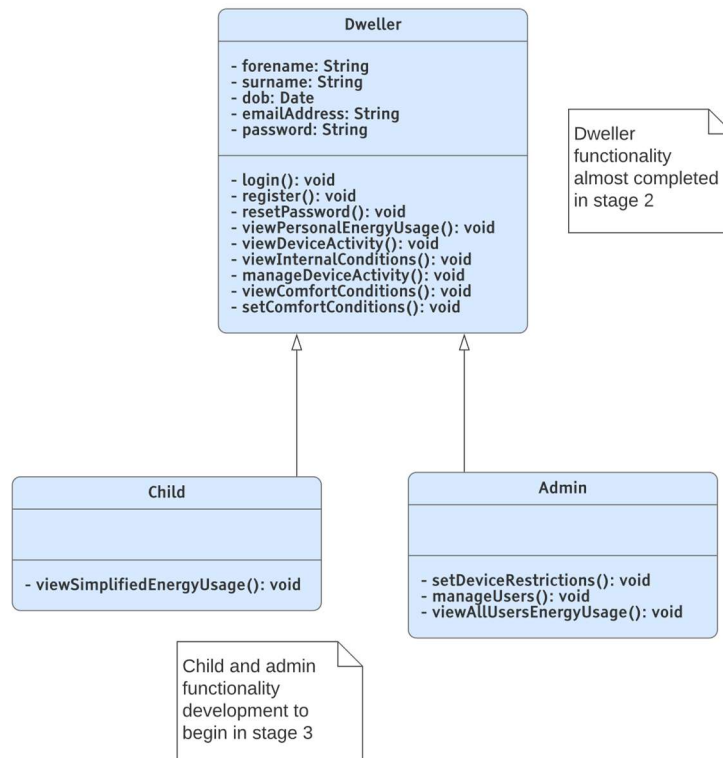 Dweller
- forename: String
- surname: String
- dob: Date
- emailAddress: String
- password: String
- login(): void
- register(): void
- resetPassword(): void
- viewPersonalEnergyUsage(): void
- viewDeviceActivity(): void
- viewInternalConditions(): void
- manageDeviceActivity(): void
- viewComfortConditions(): void
- setComfortConditions(): void
Dweller
functionality
almost completed
in stage 2
Child
- viewSimplifiedEnergyUsage(): void
Admin
- setDeviceRestrictions(): void
- manageUsers(): void
- viewAllUsersEnergyUsage(): void
Child and admin
functionality
development to
begin in stage 3